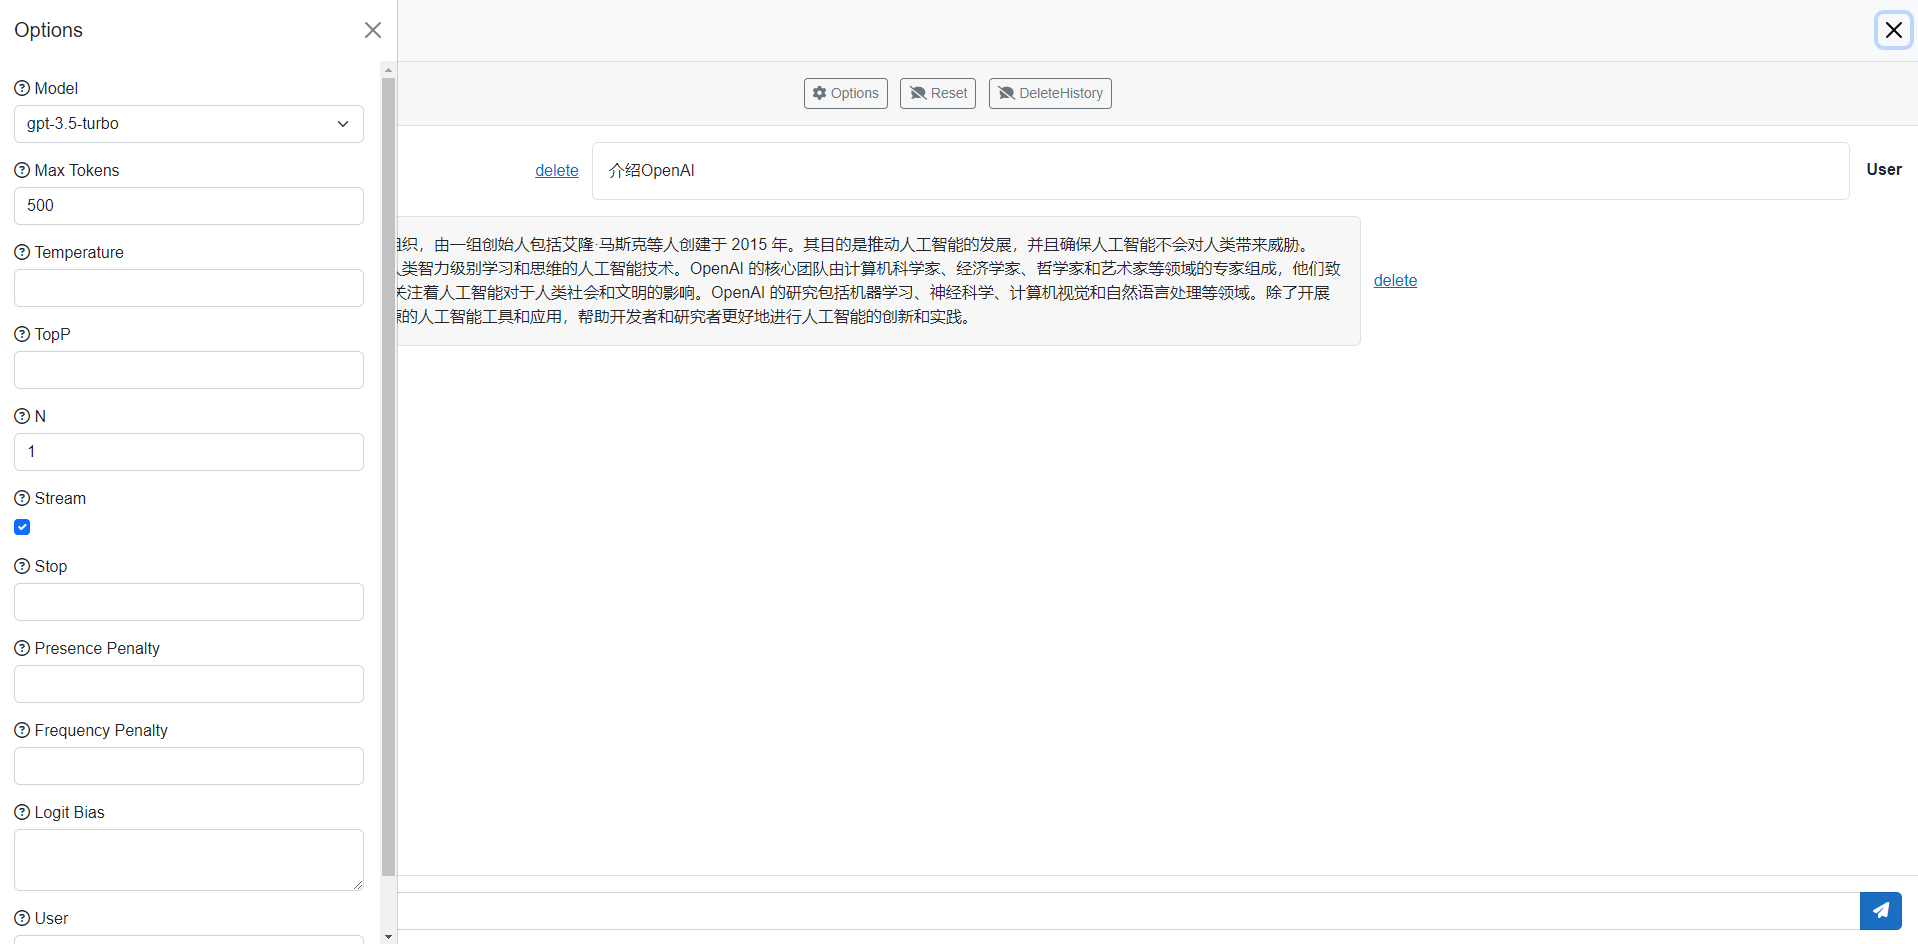 Options
Model
gpt-3.5-turbo
Max Tokens
500
Temperature
TopP
N
1
Stream
Stop
Presence Penalty
Frequency Penalty
Logit Bias
User
Options
Reset
DeleteHistory
delete
介绍OpenAI
User
织，由一组创始人包括艾隆·马斯克等人创建于 2015 年。其目的是推动人工智能的发展，并且确保人工智能不会对人类带来威胁。
类智力级别学习和思维的人工智能技术。OpenAI 的核心团队由计算机科学家、经济学家、哲学家和艺术家等领域的专家组成，他们致
关注着人工智能对于人类社会和文明的影响。OpenAI 的研究包括机器学习、神经科学、计算机视觉和自然语言处理等领域。除了开展
的人工智能工具和应用，帮助开发者和研究者更好地进行人工智能的创新和实践。
delete